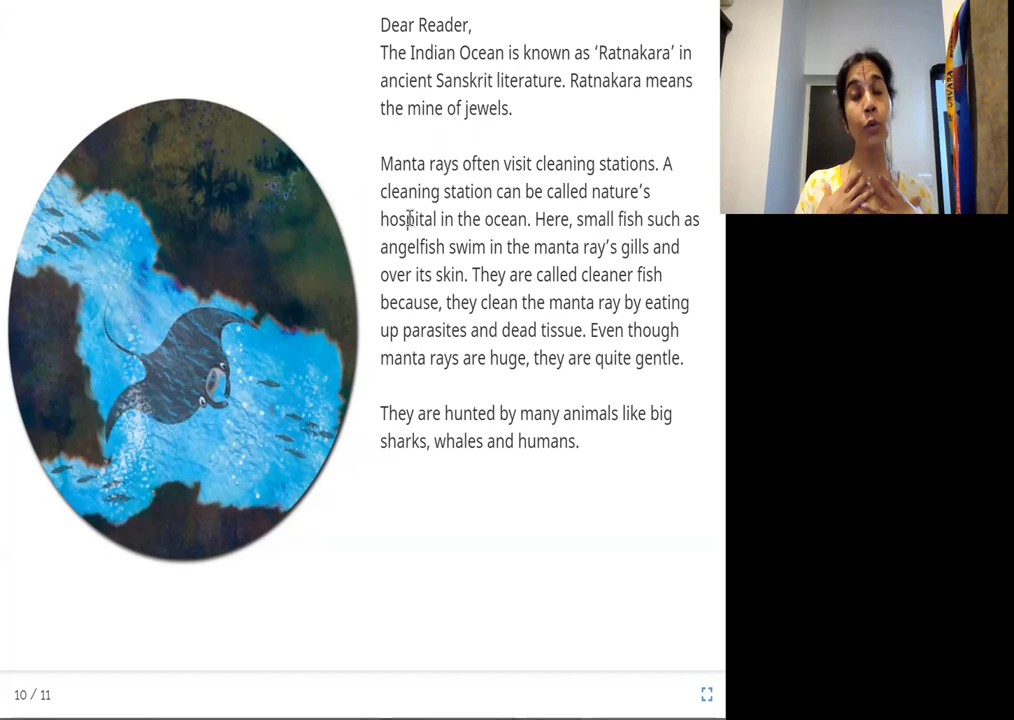 Dear Reader,
The Indian Ocean is known as ‘Ratnakara’ in
ancient Sanskrit literature. Ratnakara means
the mine of jewels.
Manta rays often visit cleaning stations. A
cleaning station can be called nature’s
hospital in the ocean. Here, small fish such as
angelfish swim in the manta ray’s gills and
over its skin. They are called cleaner fish
because, they clean the manta ray by eating
up parasites and dead tissue. Even though
manta rays are huge, they are quite gentle.
They are hunted by many animals like big
sharks, whales and humans.
10 / 11
URVARA